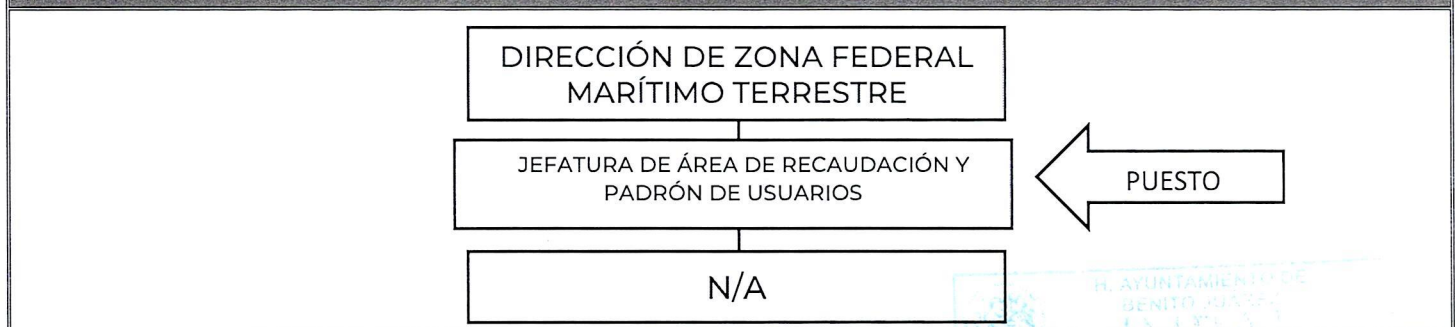 DIRECCIÓN DE ZONA FEDERAL
MARÍTIMO TERRESTRE
JEFATURA DE ÁREA DE RECAUDACIÓN Y
PADRÓN DE USUARIOS
PUESTO
N/A
H. AYUNTAMIENTO DE
BENITO JUÁREZ